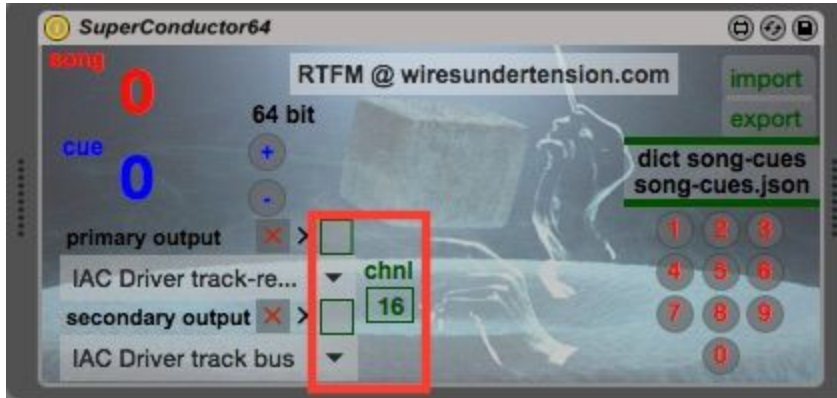 SuperConductor64
song
0
RTFM @ wiresundertension.com
import
64 bit
export
cue
0
+
-
dict song-cues
song-cues.json
primary output X >
IAC Driver track-re...
chnl
16
secondary output X >
IAC Driver track bus
1 2 3
4 5 6
7 8 9
0